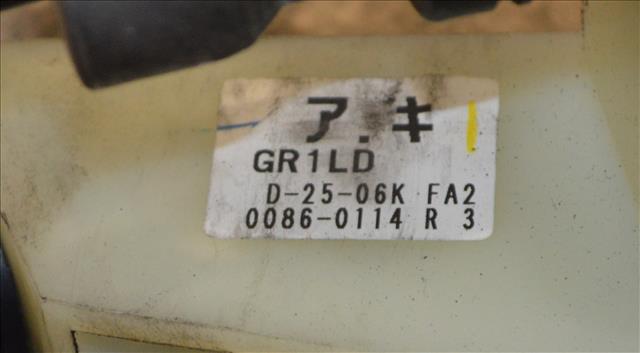 ア.キ
GR1LD
D-25-06K FA2
0086-0114 R 3